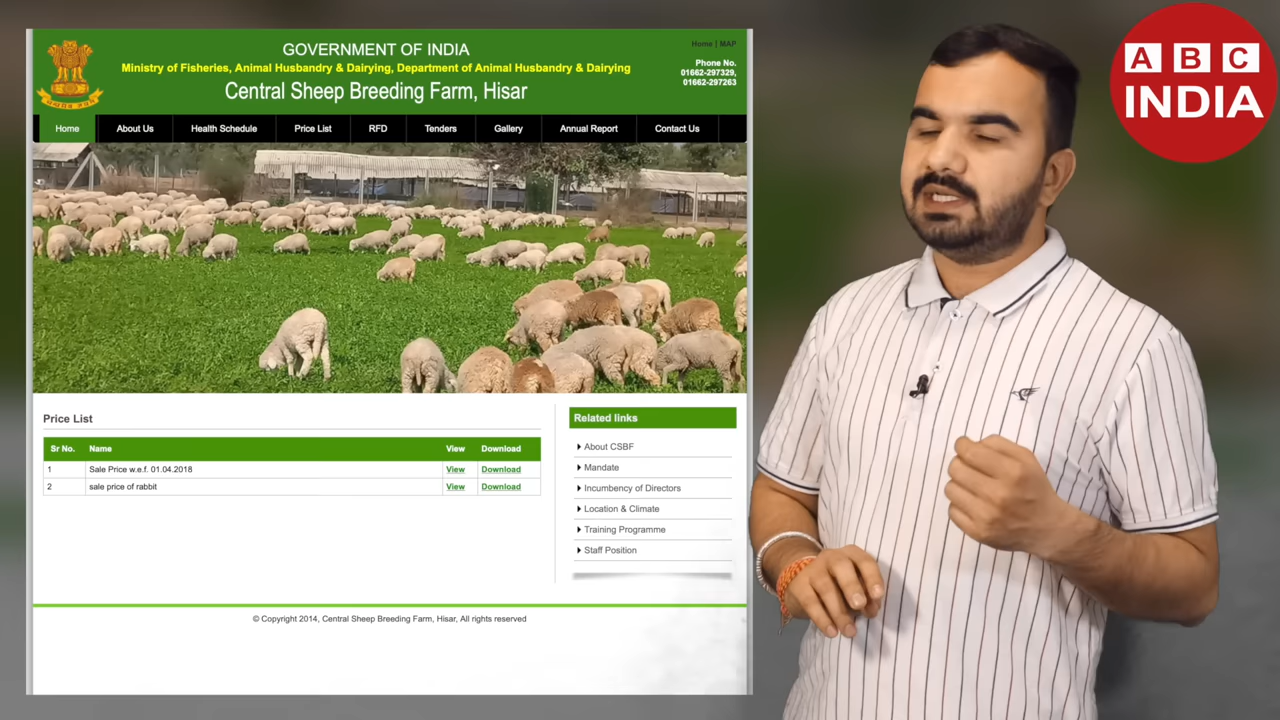 GOVERNMENT OF INDIA
Ministry of Fisheries, Animal Husbandry & Dairying, Department of Animal Husbandry & Dairying
Central Sheep Breeding Farm, Hisar
Home | MAP
Phone No.
01662-297329,
01662-297263
Home About Us Health Schedule Price List RFD Tenders Gallery Annual Report Contact Us
Price List
Sr No. Name View Download
1 Sale Price w.e.f. 01.04.2018 View Download
2 sale price of rabbit View Download
Related links
About CSBF
Mandate
Incumbency of Directors
Location & Climate
Training Programme
Staff Position
© Copyright 2014, Central Sheep Breeding Farm, Hisar, All rights reserved
A B C
INDIA